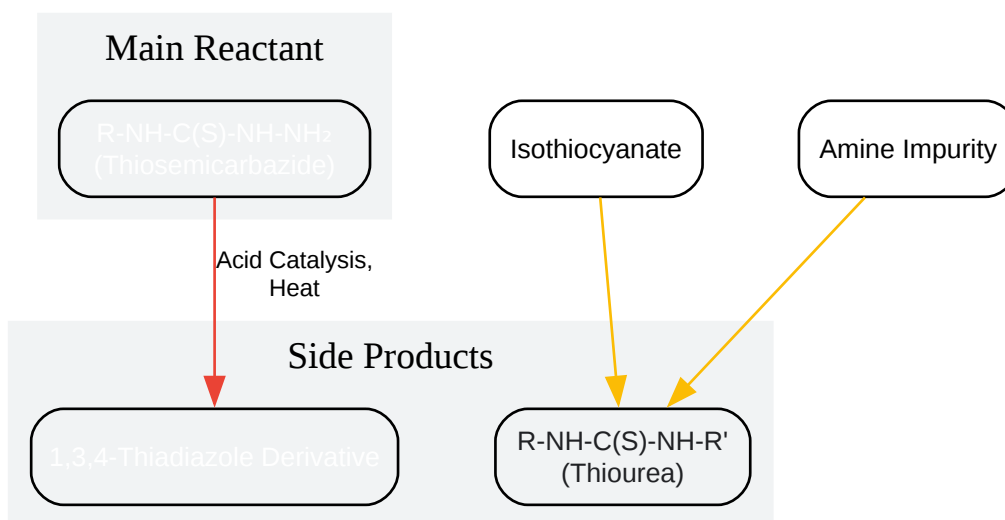 Main Reactant
R-NH-C(S)-NH-NH₂
(Thiosemicarbazide)
Isothiocyanate
Amine Impurity
Acid Catalysis,
Heat
Side Products
1,3,4-Thiadiazole Derivative
R-NH-C(S)-NH-R'
(Thiourea)